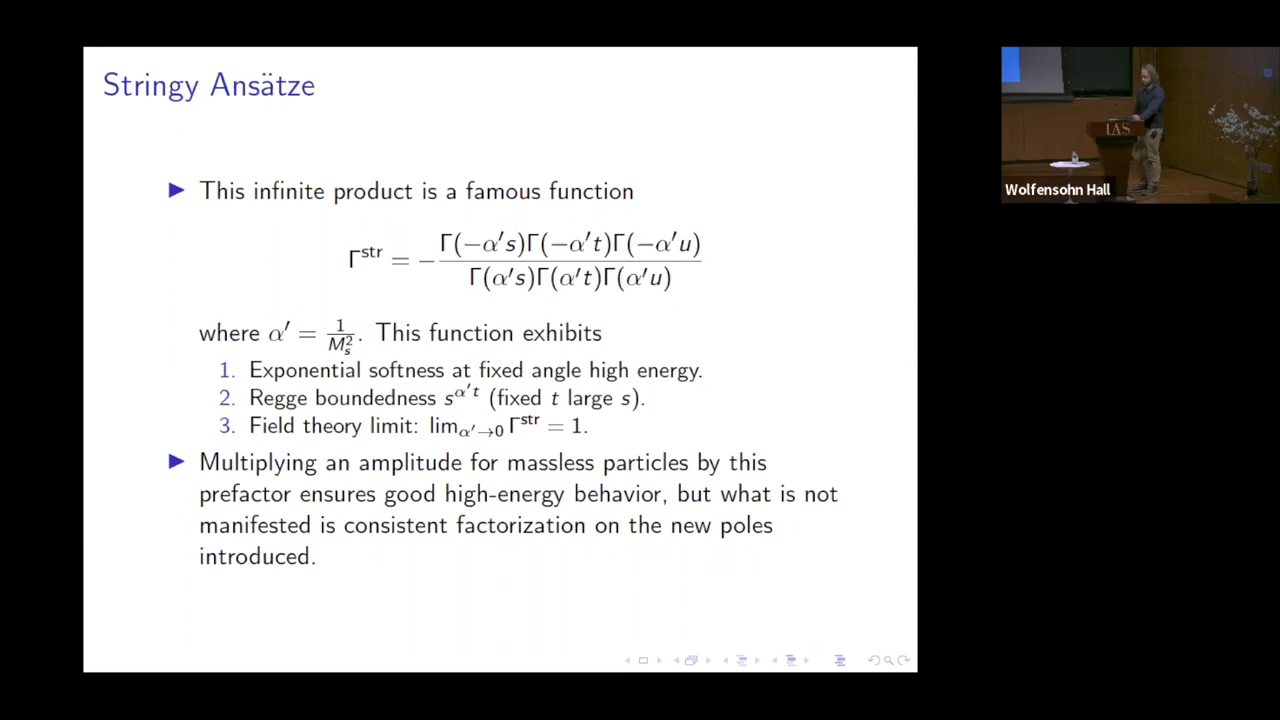 Stringy Ansätze
▶ This infinite product is a famous function
Γ^str = − Γ(−α′s)Γ(−α′t)Γ(−α′u) / Γ(α′s)Γ(α′t)Γ(α′u)
where α′ = 1/M_s^2. This function exhibits
1. Exponential softness at fixed angle high energy.
2. Regge boundedness s^{α′t} (fixed t large s).
3. Field theory limit: lim_{α′→0} Γ^str = 1.
▶ Multiplying an amplitude for massless particles by this
prefactor ensures good high-energy behavior, but what is not
manifested is consistent factorization on the new poles
introduced.
IAS
Wolfensohn Hall